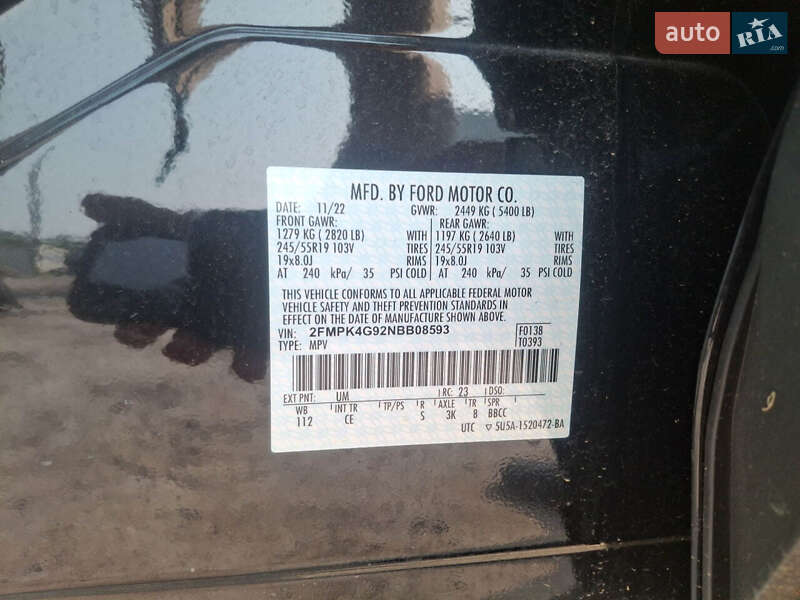 auto RIA.com
MFD. BY FORD MOTOR CO.
DATE: 11/22 GVWR: 2449 KG ( 5400 LB)
FRONT GAWR: REAR GAWR:
1279 KG ( 2820 LB) WITH 1197 KG ( 2640 LB) WITH
245/55R19 103V TIRES 245/55R19 103V TIRES
19x8.0J RIMS 19x8.0J RIMS
AT 240 kPa/ 35 PSI COLD AT 240 kPa/ 35 PSI COLD
THIS VEHICLE CONFORMS TO ALL APPLICABLE FEDERAL MOTOR
VEHICLE SAFETY AND THEFT PREVENTION STANDARDS IN
EFFECT ON THE DATE OF MANUFACTURE SHOWN ABOVE.
VIN: 2FMPK4G92NBB08593 F0138
TYPE: MPV T0393
EXT PNT: UM RC: 23 DSO:
WB INT TR TP/PS R AXLE TR SPR
112 CE S 3K 8 BBCC
UTC ▽ 5U5A-1520472-BA